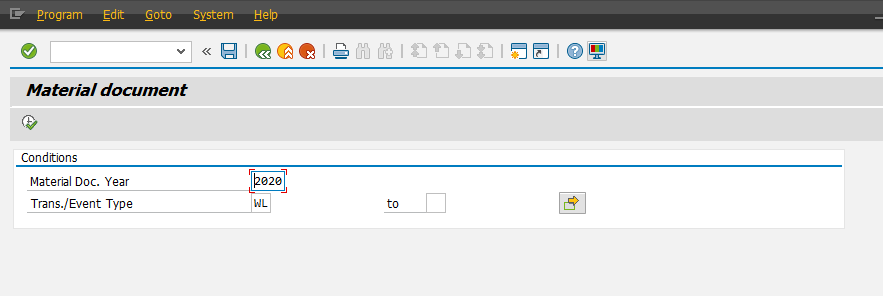 Program Edit Goto System Help
Material document
Conditions
Material Doc. Year 2020
Trans./Event Type WL to